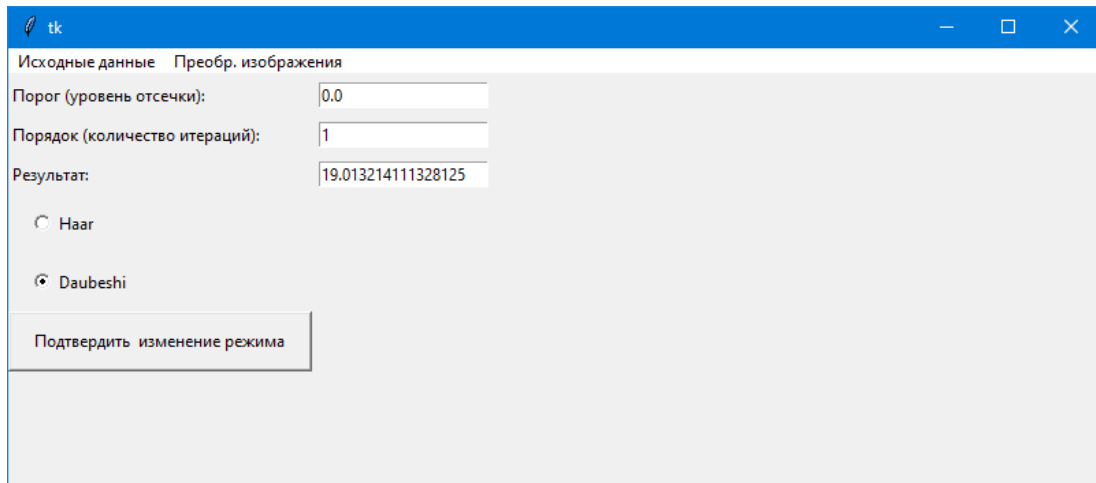 tk
Исходные данные Преобр. изображения
Порог (уровень отсечки): 0.0
Порядок (количество итераций): 1
Результат: 19.013214111328125
Haar
Daubeshi
Подтвердить изменение режима